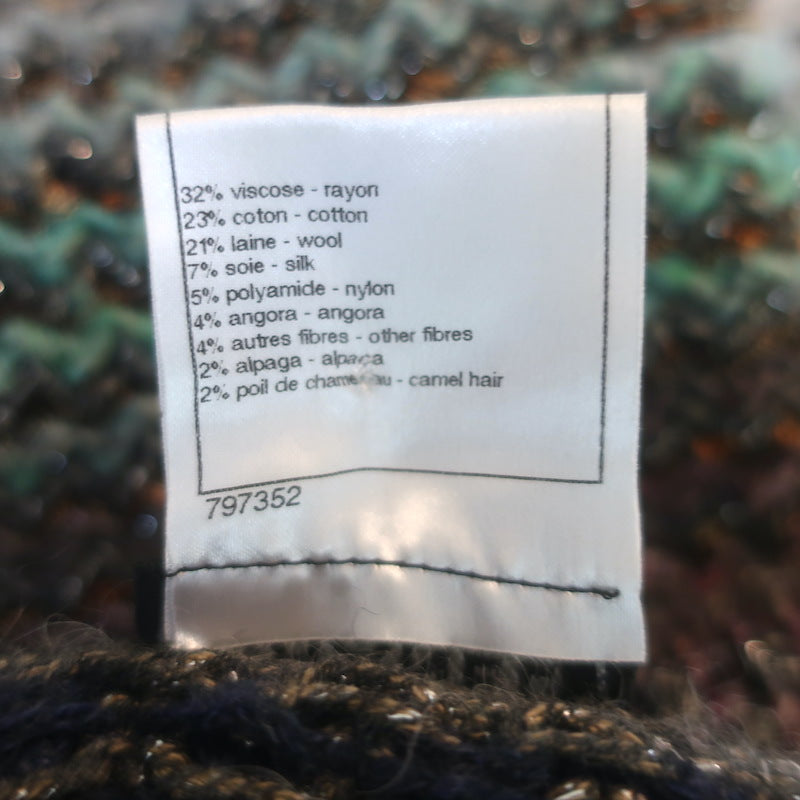 32% viscose - rayon
23% coton - cotton
21% laine - wool
7% soie - silk
5% polyamide - nylon
4% angora - angora
4% autres fibres - other fibres
2% alpaga - alpaca
2% poil de chameau - camel hair
797352